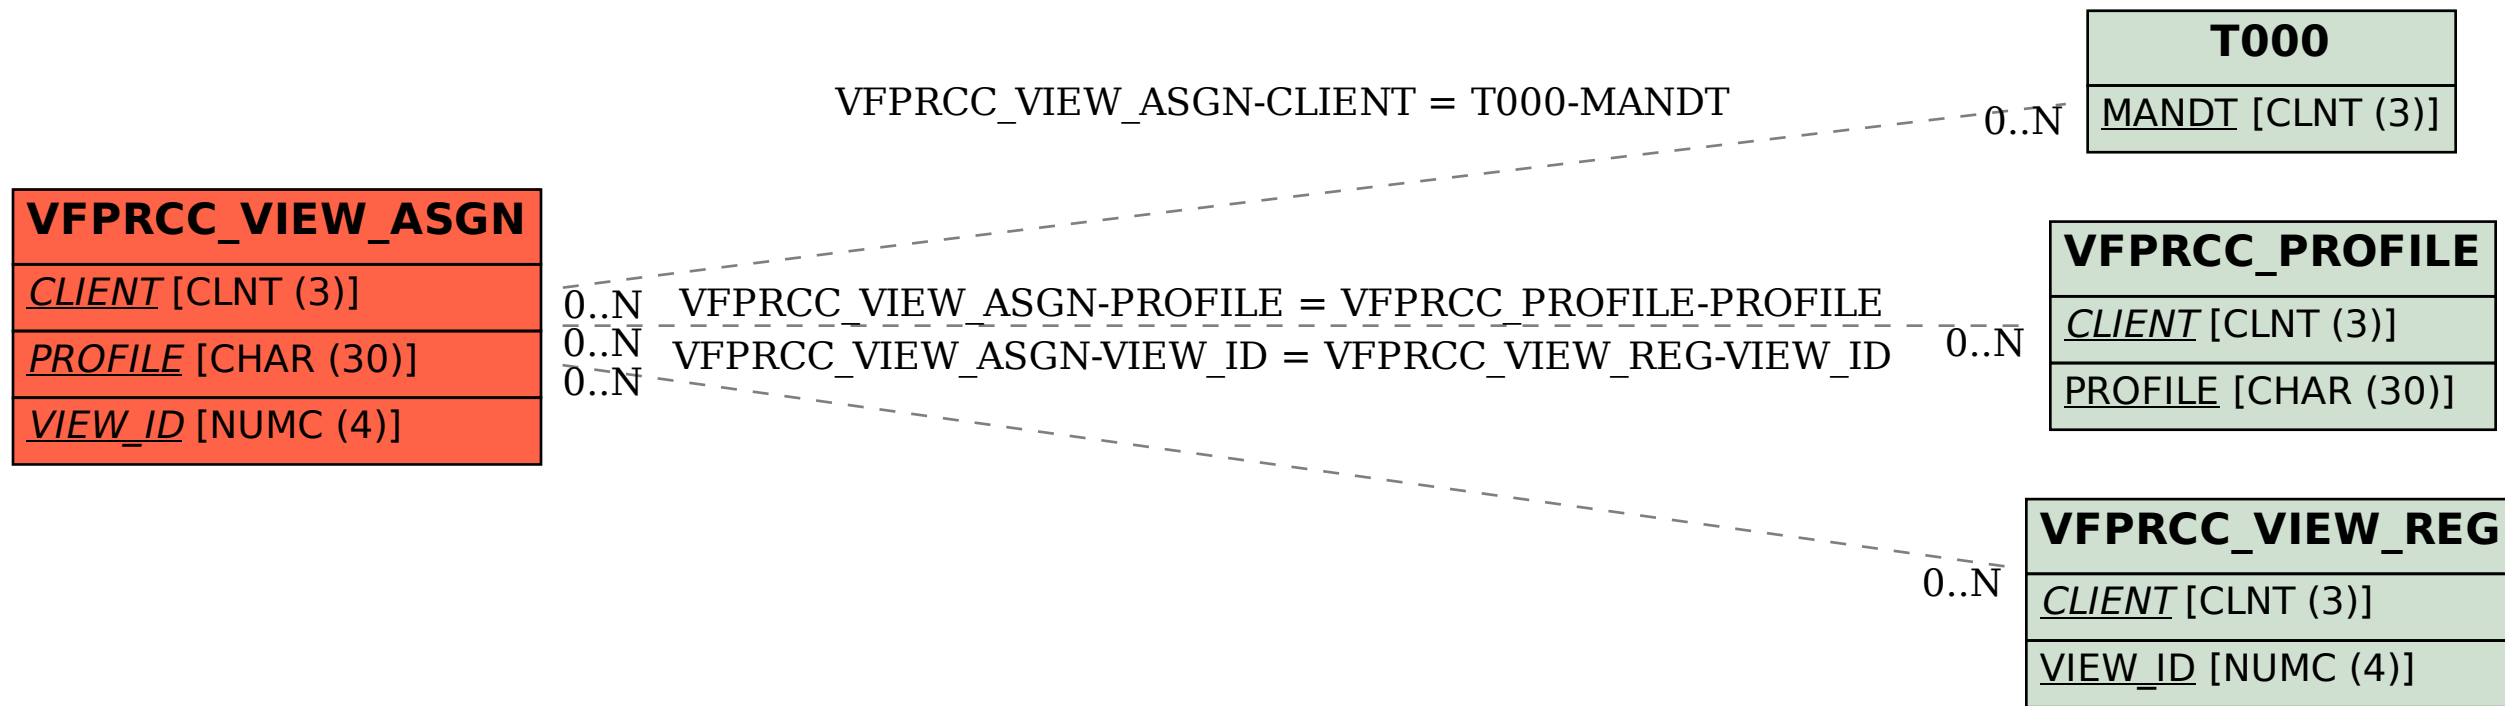 T000
MANDT [CLNT (3)]
VFPRCC_VIEW_ASGN-CLIENT = T000-MANDT
0..N
VFPRCC_VIEW_ASGN
CLIENT [CLNT (3)]
PROFILE [CHAR (30)]
VIEW_ID [NUMC (4)]
0..N
VFPRCC_VIEW_ASGN-PROFILE = VFPRCC_PROFILE-PROFILE
0..N
0..N
VFPRCC_VIEW_ASGN-VIEW_ID = VFPRCC_VIEW_REG-VIEW_ID
0..N
VFPRCC_PROFILE
CLIENT [CLNT (3)]
PROFILE [CHAR (30)]
0..N
VFPRCC_VIEW_REG
CLIENT [CLNT (3)]
VIEW_ID [NUMC (4)]